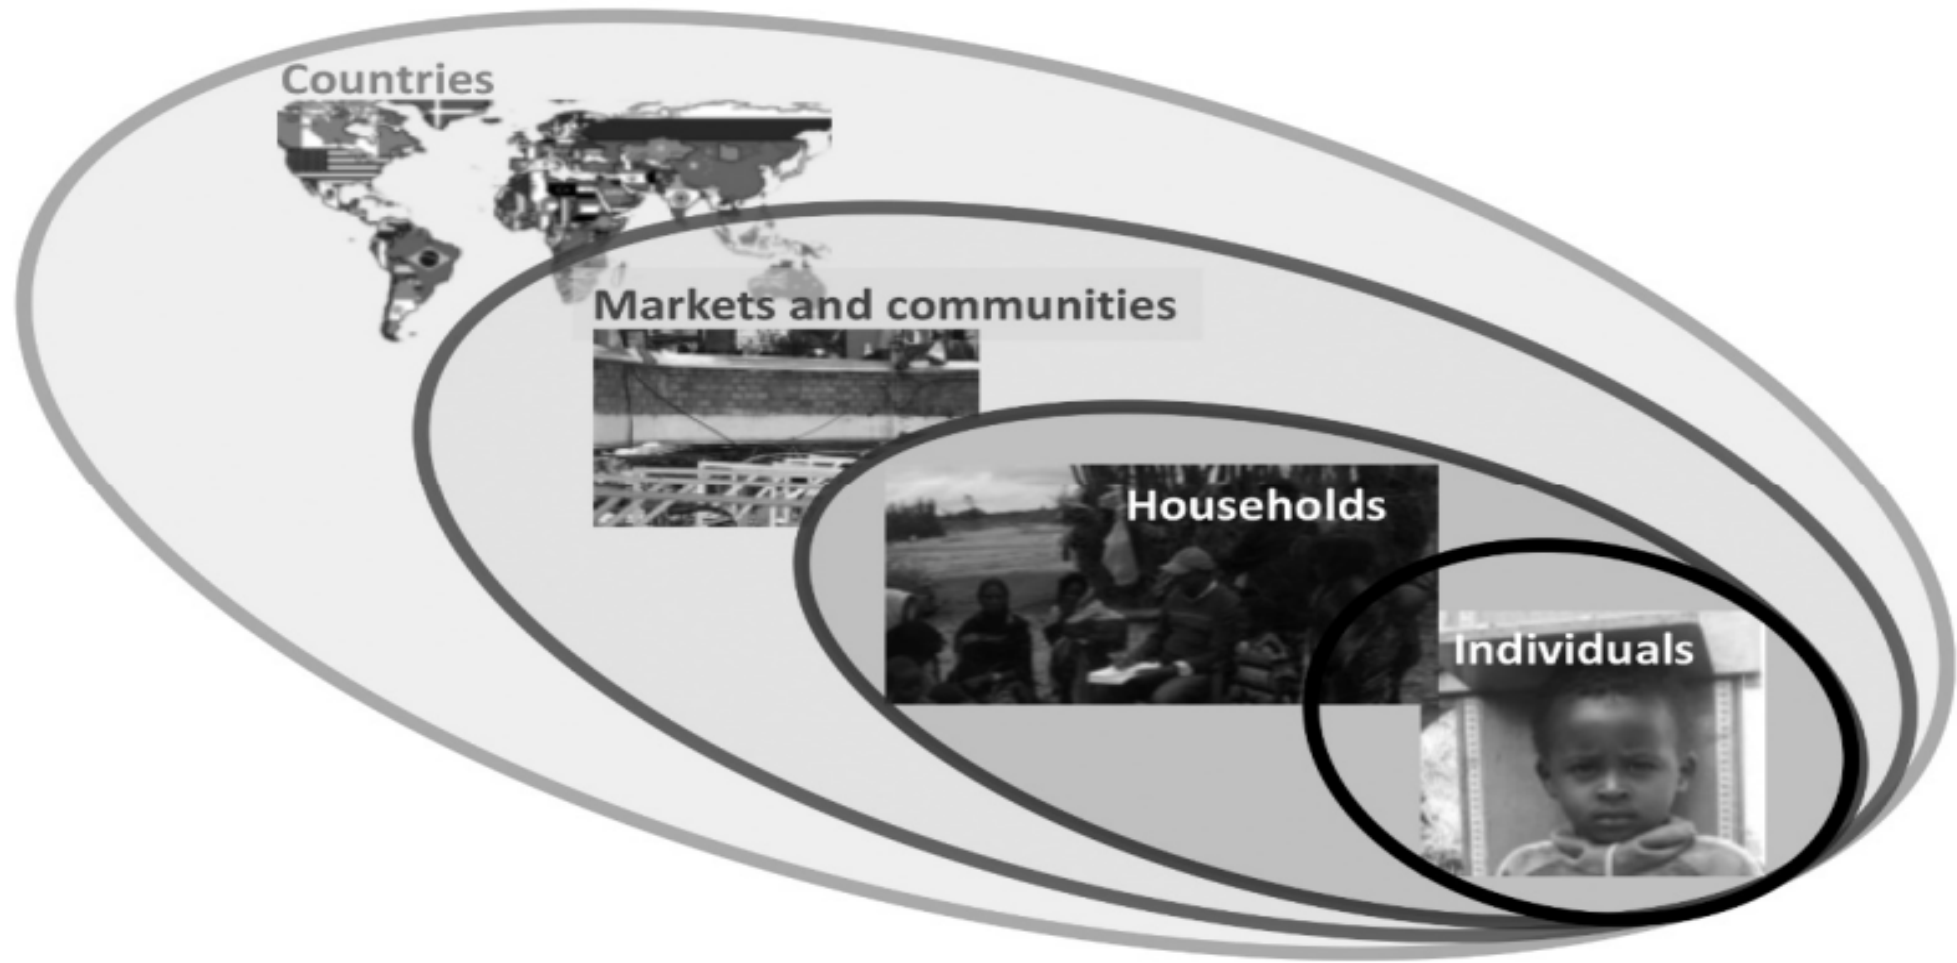 Countries
Markets and communities
Households
Individuals